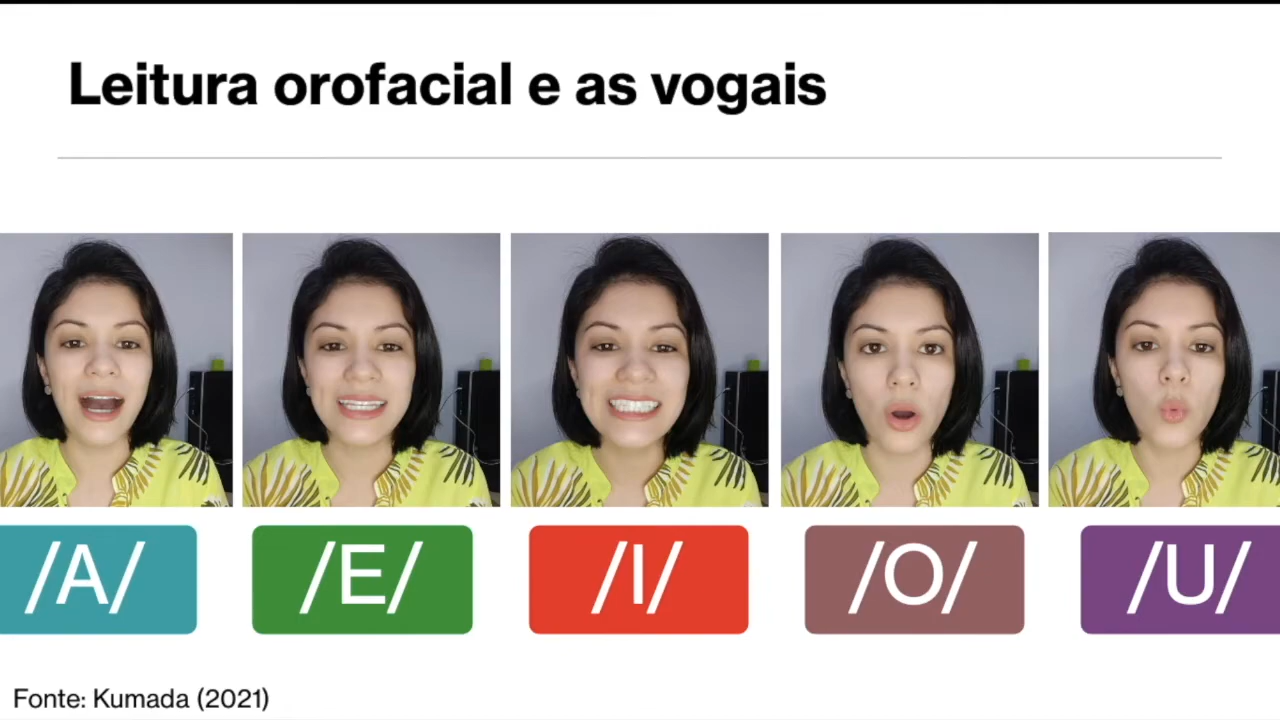 Leitura orofacial e as vogais
/A/ /E/ /I/ /O/ /U/
Fonte: Kumada (2021)